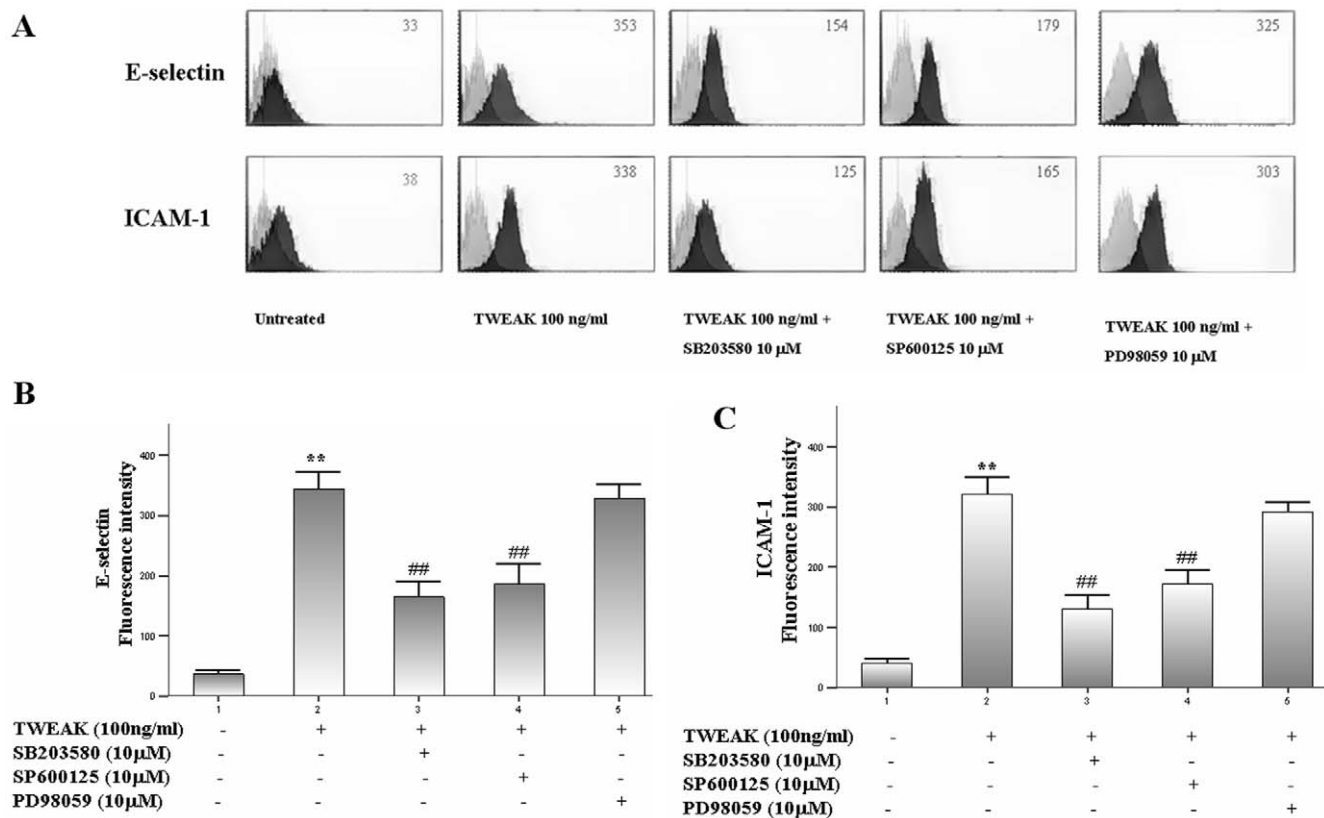 A
E-selectin
33
353
154
179
325
ICAM-1
38
338
125
165
303
Untreated
TWEAK 100 ng/ml
TWEAK 100 ng/ml +
SB203580 10 µM
TWEAK 100 ng/ml +
SP600125 10 µM
TWEAK 100 ng/ml +
PD98059 10 µM
B
E-selectin
Fluorescence intensity
400
300
200
100
0
**
##
##
1 2 3 4 5
TWEAK (100ng/ml) - + + + +
SB203580 (10µM) - - + - -
SP600125 (10µM) - - - + -
PD98059 (10µM) - - - - +
C
ICAM-1
Fluorescence intensity
400
300
200
100
0
**
##
##
1 2 3 4 5
TWEAK (100ng/ml) - + + + +
SB203580 (10µM) - - + - -
SP600125 (10µM) - - - + -
PD98059 (10µM) - - - - +